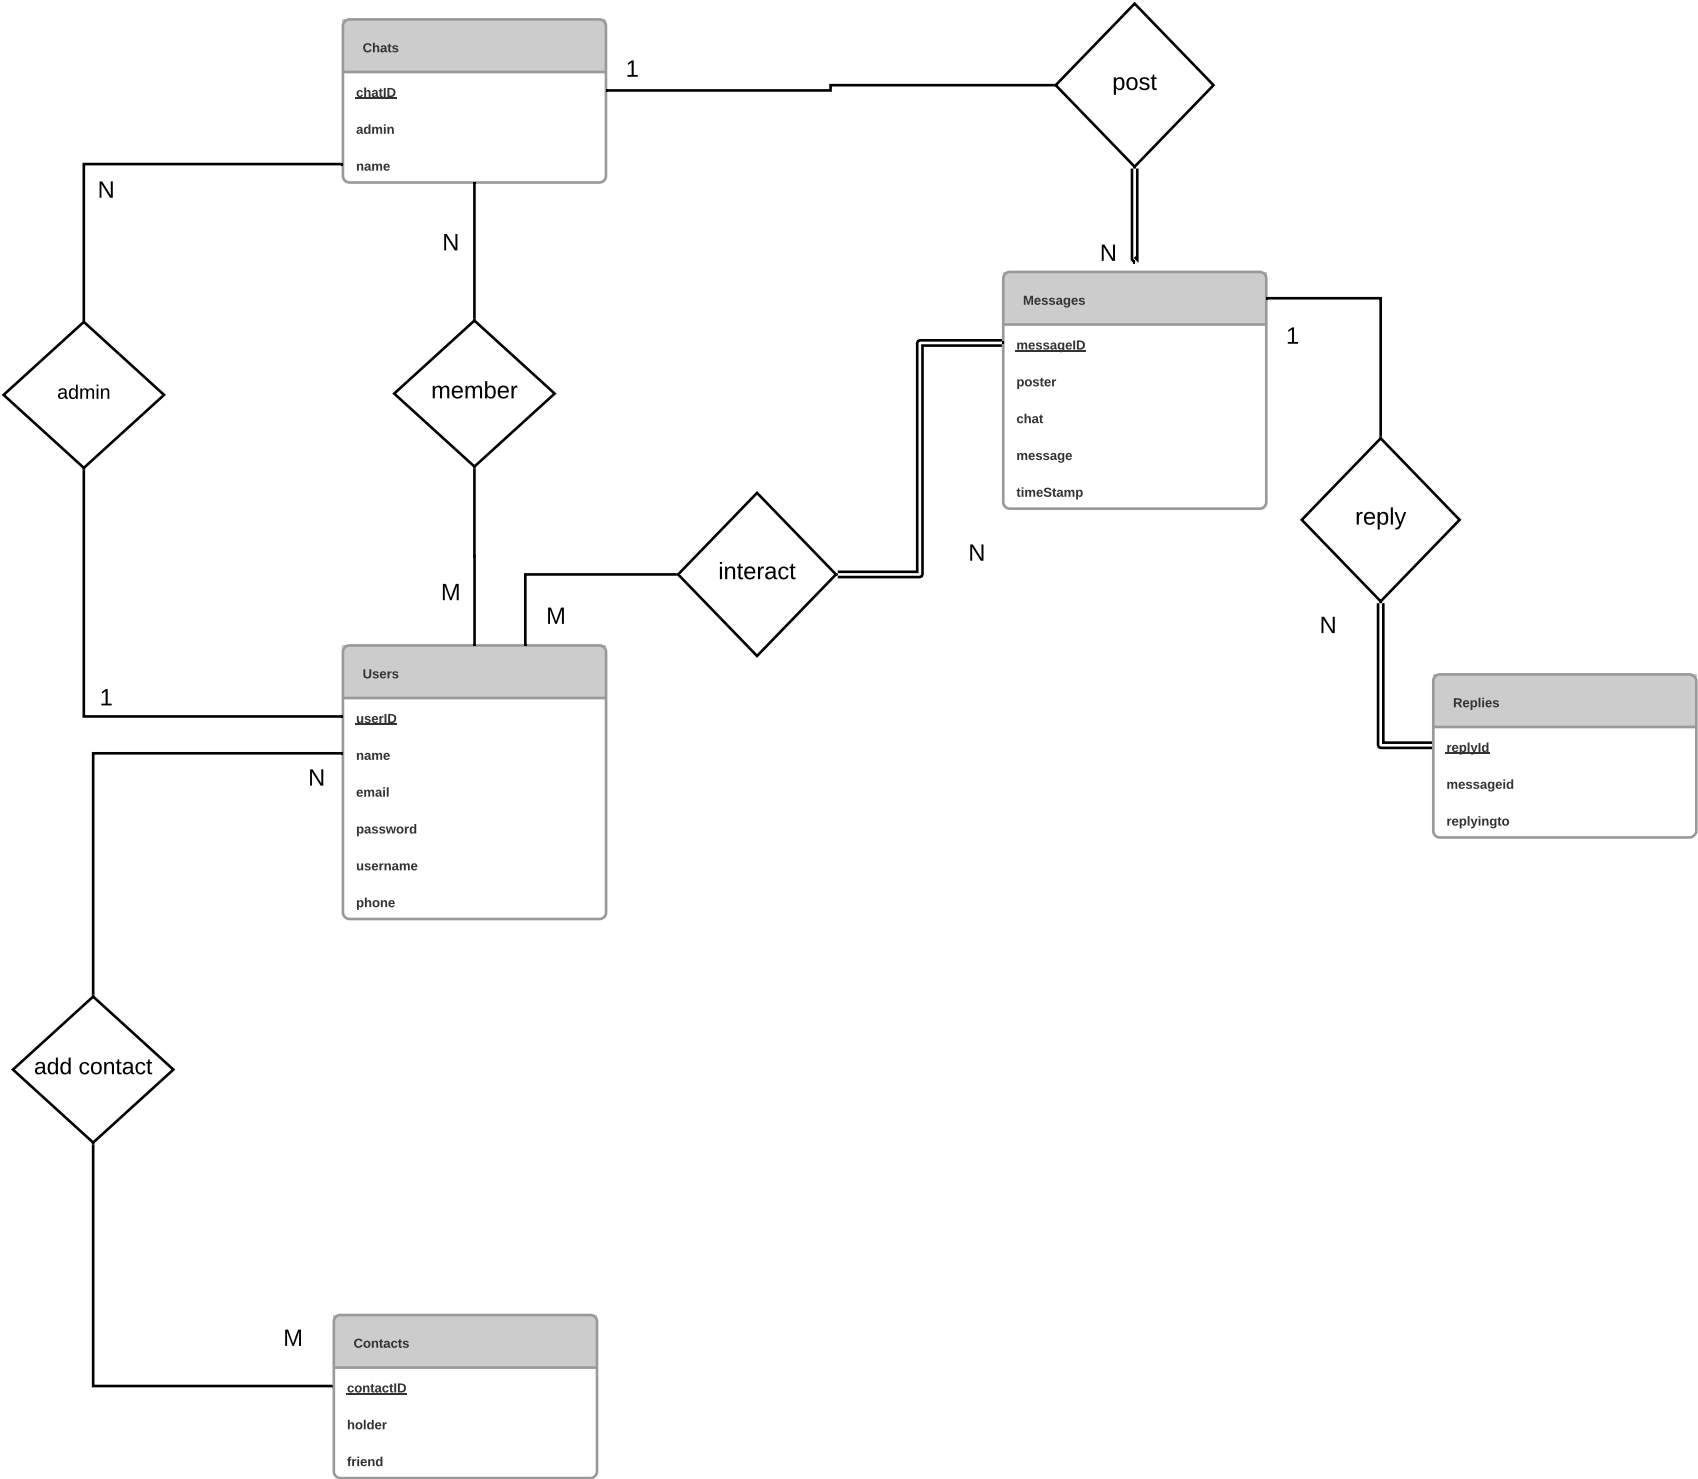 Chats
chatID
admin
name
1
post
N
N
N
Messages
messageID
poster
chat
message
timeStamp
1
admin
member
reply
interact
N
M
M
N
1
Users
userID
name
email
password
username
phone
N
Replies
replyId
messageid
replyingto
add contact
M
Contacts
contactID
holder
friend